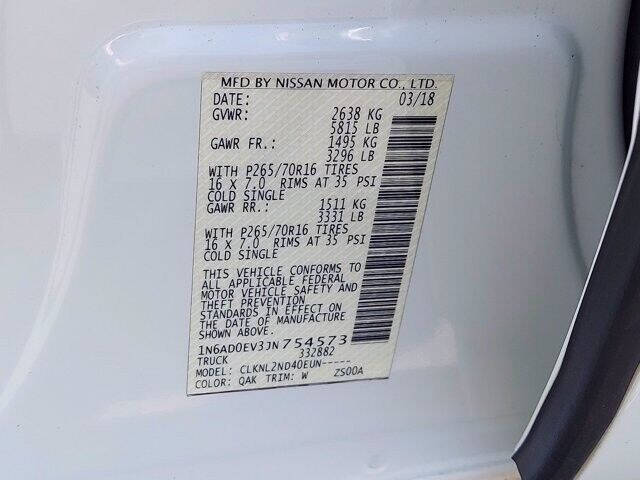 MFD BY NISSAN MOTOR CO., LTD.
DATE: 03/18
GVWR: 2638 KG
5815 LB
GAWR FR.: 1495 KG
3296 LB
WITH P265/70R16 TIRES
16 X 7.0 RIMS AT 35 PSI
COLD SINGLE
GAWR RR.: 1511 KG
3331 LB
WITH P265/70R16 TIRES
16 X 7.0 RIMS AT 35 PSI
COLD SINGLE
THIS VEHICLE CONFORMS TO
ALL APPLICABLE FEDERAL
MOTOR VEHICLE SAFETY AND
THEFT PREVENTION
STANDARDS IN EFFECT ON
THE DATE OF MANUFACTURE
SHOWN ABOVE.
1N6AD0EV3JN754573
TRUCK 332882
MODEL: CLKNL2ND40EUN-----
COLOR: QAK TRIM: W ZS00A